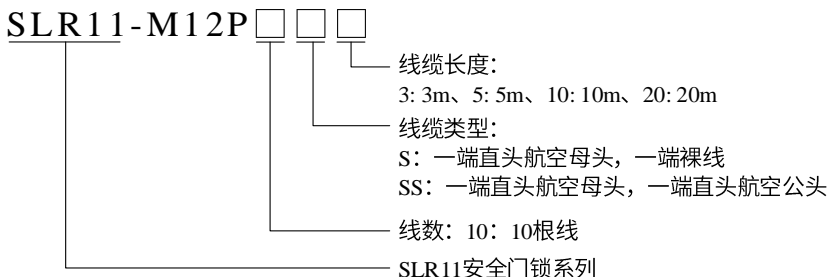 SLR11-M12P□□□
线缆长度：
3: 3m、5: 5m、10: 10m、20: 20m
线缆类型：
S：一端直头航空母头，一端裸线
SS：一端直头航空母头，一端直头航空公头
线数：10：10根线
SLR11安全门锁系列